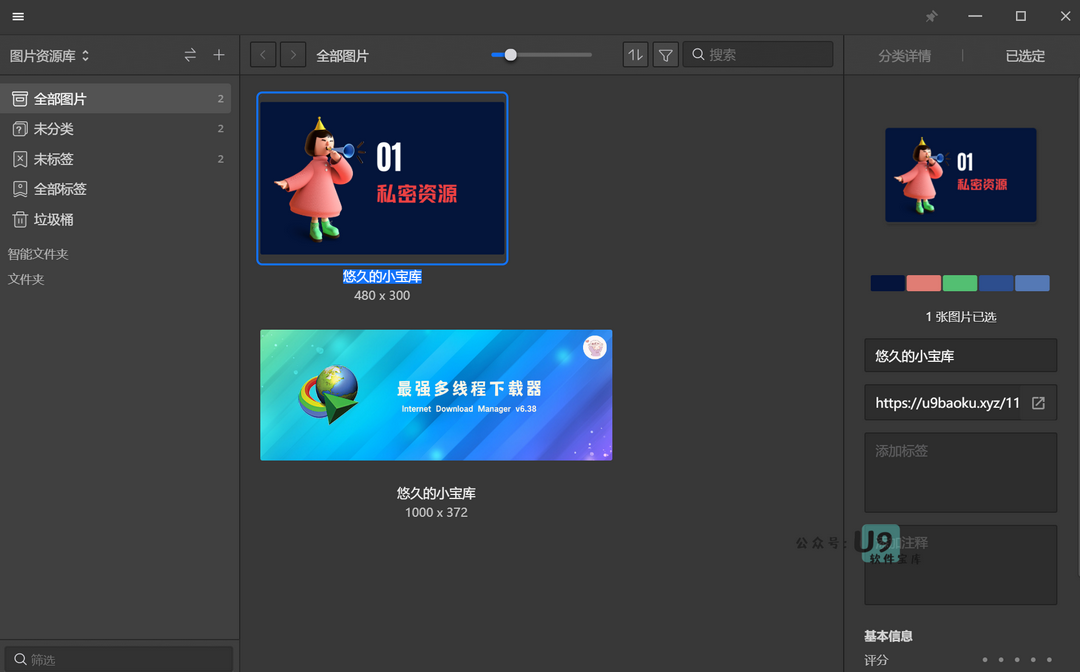 图片资源库
全部图片
搜索
分类详情
已选定
全部图片 2
未分类 2
未标签 2
全部标签
垃圾桶
智能文件夹
文件夹
01
私密资源
悠久的小宝库
480 x 300
最强多线程下载器
Internet Download Manager v6.38
悠久的小宝库
1000 x 372
01
私密资源
1 张图片已选
悠久的小宝库
https://u9baoku.xyz/11
添加标签
加注释
公众号:
U9
软件宝库
基本信息
评分
筛选